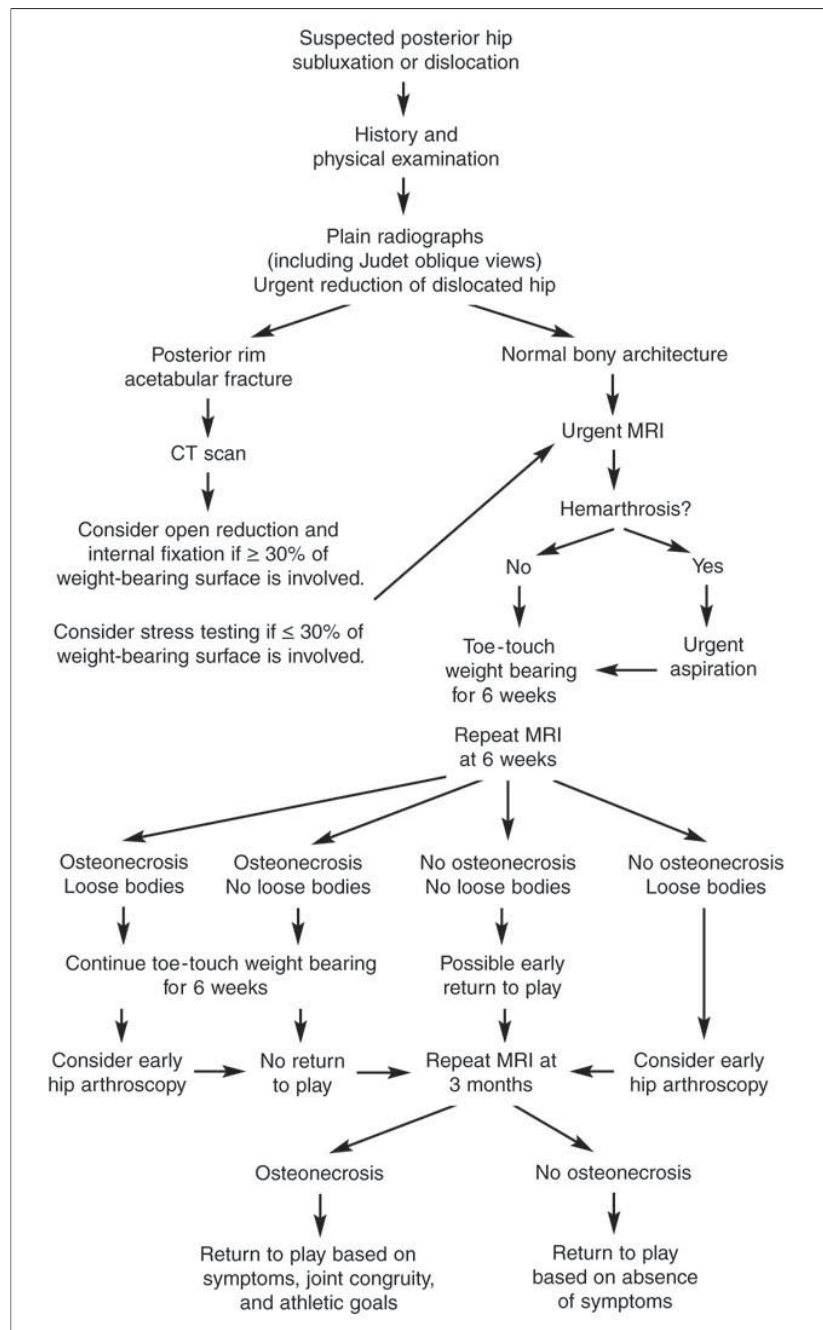 Suspected posterior hip
subluxation or dislocation
History and
physical examination
Plain radiographs
(including Judet oblique views)
Urgent reduction of dislocated hip
Posterior rim
acetabular fracture
Normal bony architecture
CT scan
Urgent MRI
Consider open reduction and
internal fixation if ≥ 30% of
weight-bearing surface is involved.
Hemarthrosis?
No
Yes
Consider stress testing if ≤ 30% of
weight-bearing surface is involved.
Toe-touch
weight bearing
for 6 weeks
Urgent
aspiration
Repeat MRI
at 6 weeks
Osteonecrosis
Loose bodies
Osteonecrosis
No loose bodies
No osteonecrosis
No loose bodies
No osteonecrosis
Loose bodies
Continue toe-touch weight bearing
for 6 weeks
Possible early
return to play
Consider early
hip arthroscopy
No return
to play
Repeat MRI at
3 months
Consider early
hip arthroscopy
Osteonecrosis
No osteonecrosis
Return to play based on
symptoms, joint congruity,
and athletic goals
Return to play
based on absence
of symptoms